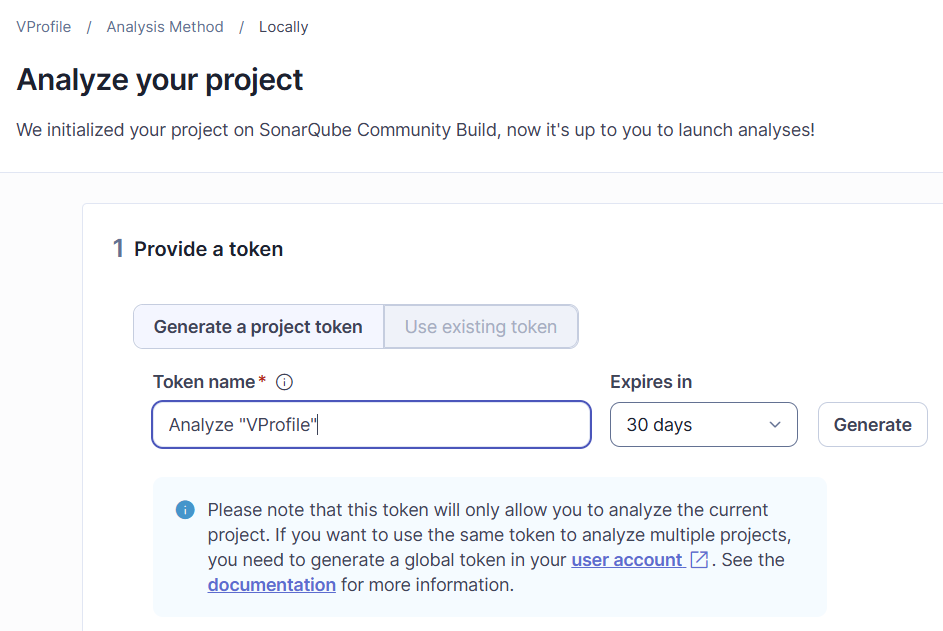 VProfile / Analysis Method / Locally
Analyze your project
We initialized your project on SonarQube Community Build, now it's up to you to launch analyses!
1 Provide a token
Generate a project token Use existing token
Token name* Expires in
Analyze "VProfile" 30 days Generate
Please note that this token will only allow you to analyze the current
project. If you want to use the same token to analyze multiple projects,
you need to generate a global token in your user account. See the
documentation for more information.